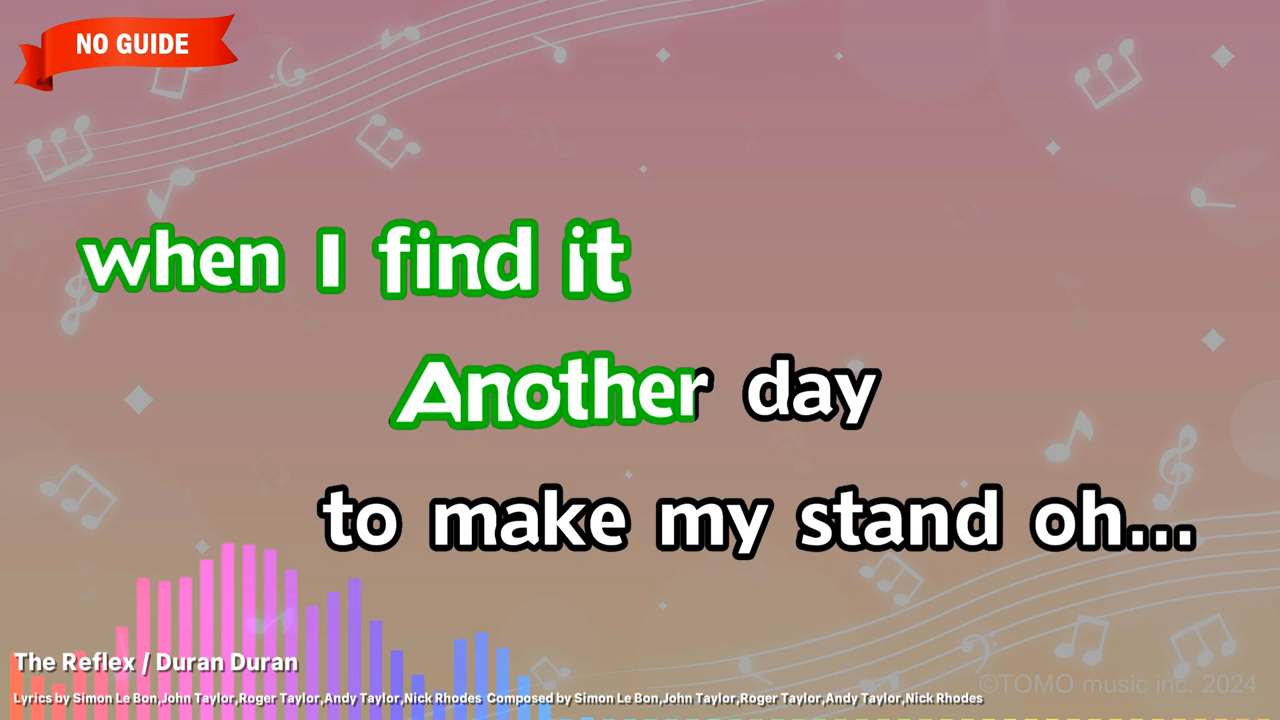 NO GUIDE
when I find it
Another day
to make my stand oh...
The Reflex / Duran Duran
Lyrics by Simon Le Bon,John Taylor,Roger Taylor,Andy Taylor,Nick Rhodes Composed by Simon Le Bon,John Taylor,Roger Taylor,Andy Taylor,Nick Rhodes
©TOMO music inc. 2024